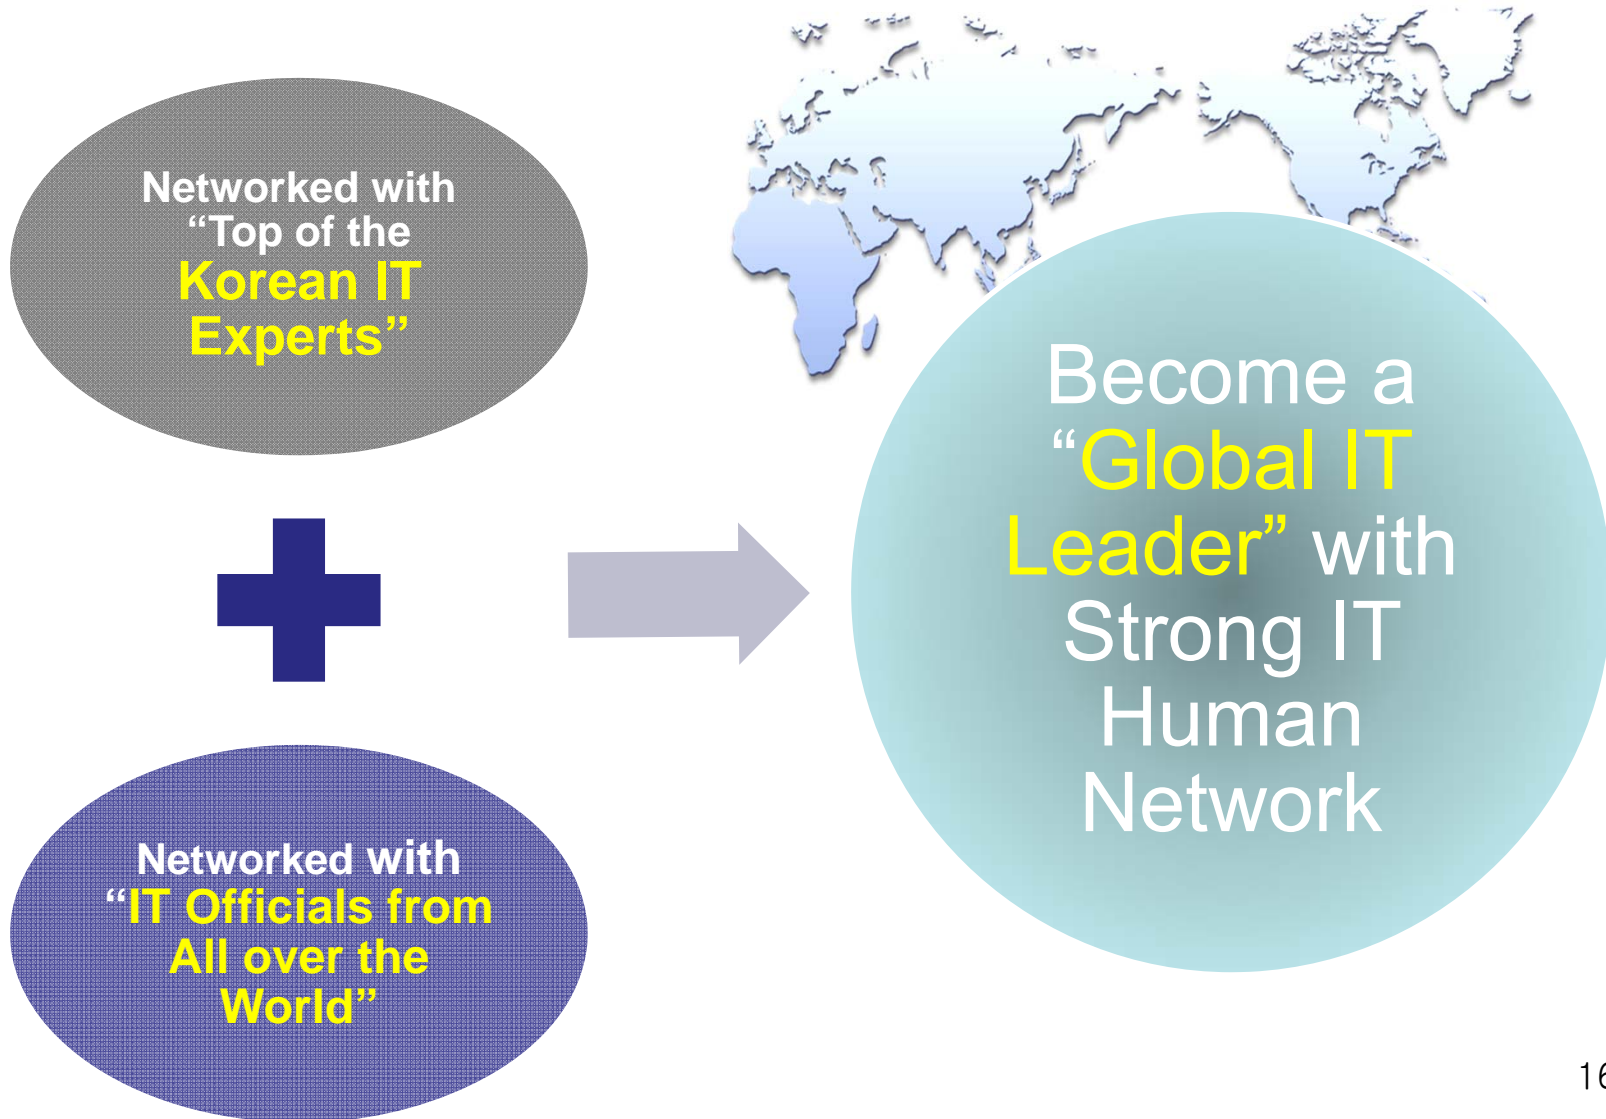 Networked with
“Top of the
Korean IT
Experts”
Networked with
“IT Officials from
All over the
World”
Become a
“Global IT
Leader” with
Strong IT
Human
Network
16